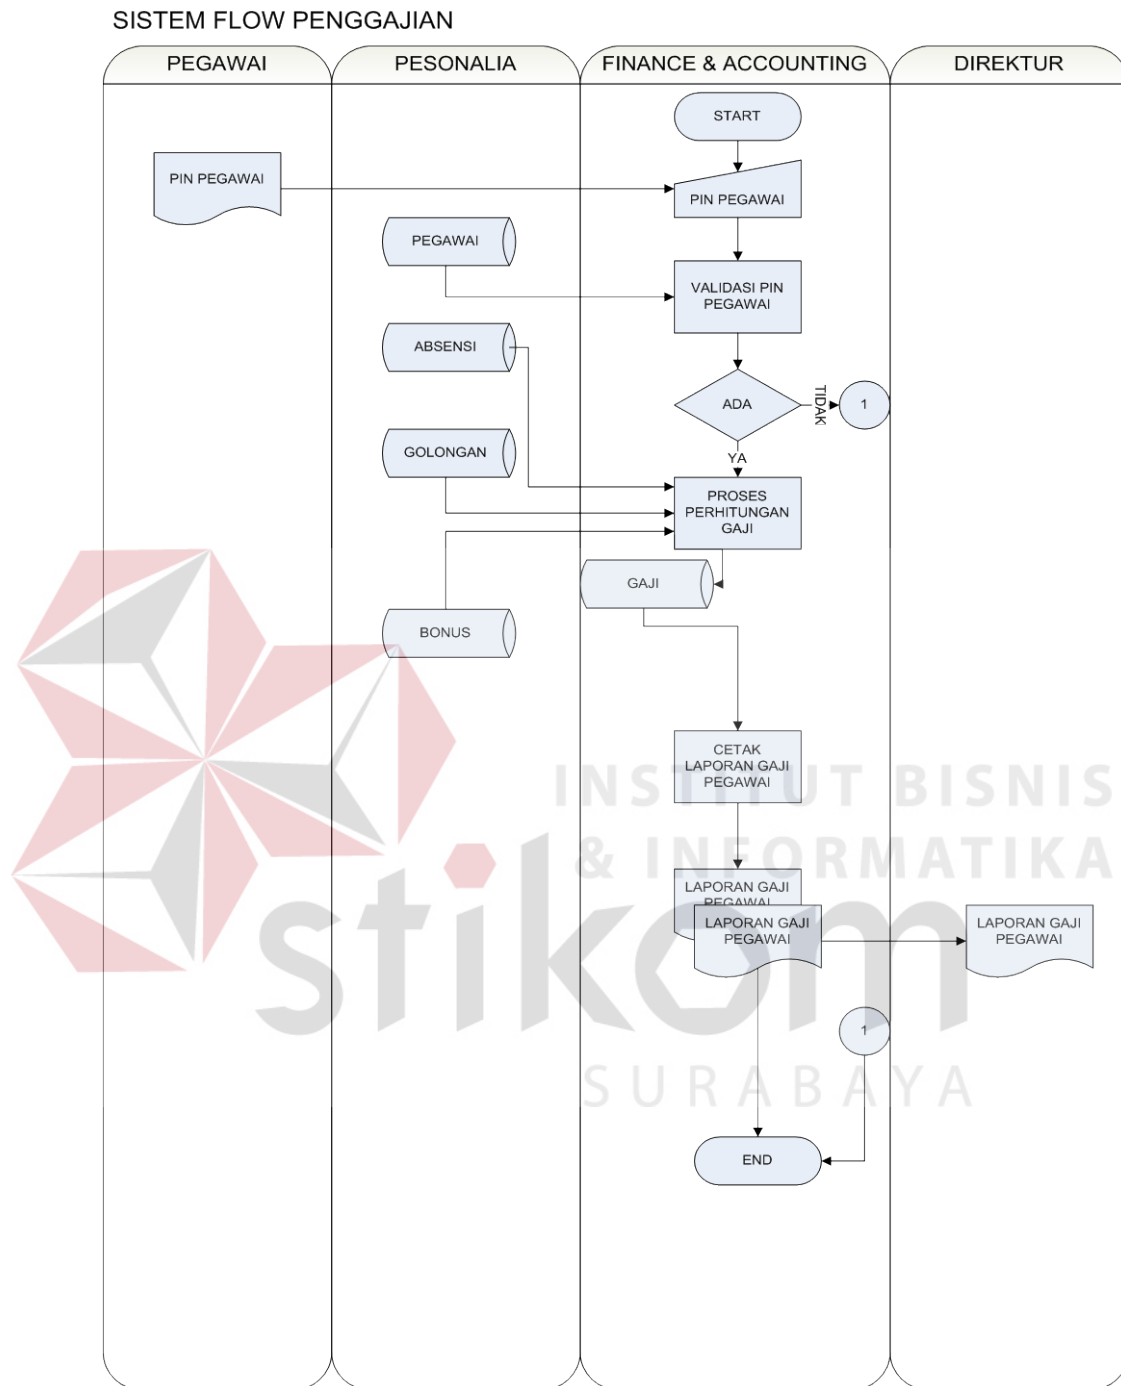 SISTEM FLOW PENGGAJIAN
PEGAWAI
PESONALIA
FINANCE & ACCOUNTING
DIREKTUR
START
PIN PEGAWAI
PIN PEGAWAI
PEGAWAI
VALIDASI PIN
PEGAWAI
ABSENSI
ADA
TIDAK
1
YA
GOLONGAN
PROSES
PERHITUNGAN
GAJI
GAJI
BONUS
CETAK
LAPORAN GAJI
PEGAWAI
INSTITUT BISNIS
& INFORMATIKA
LAPORAN GAJI
PEGAWAI
LAPORAN GAJI
PEGAWAI
LAPORAN GAJI
PEGAWAI
stikom
1
SURABAYA
END